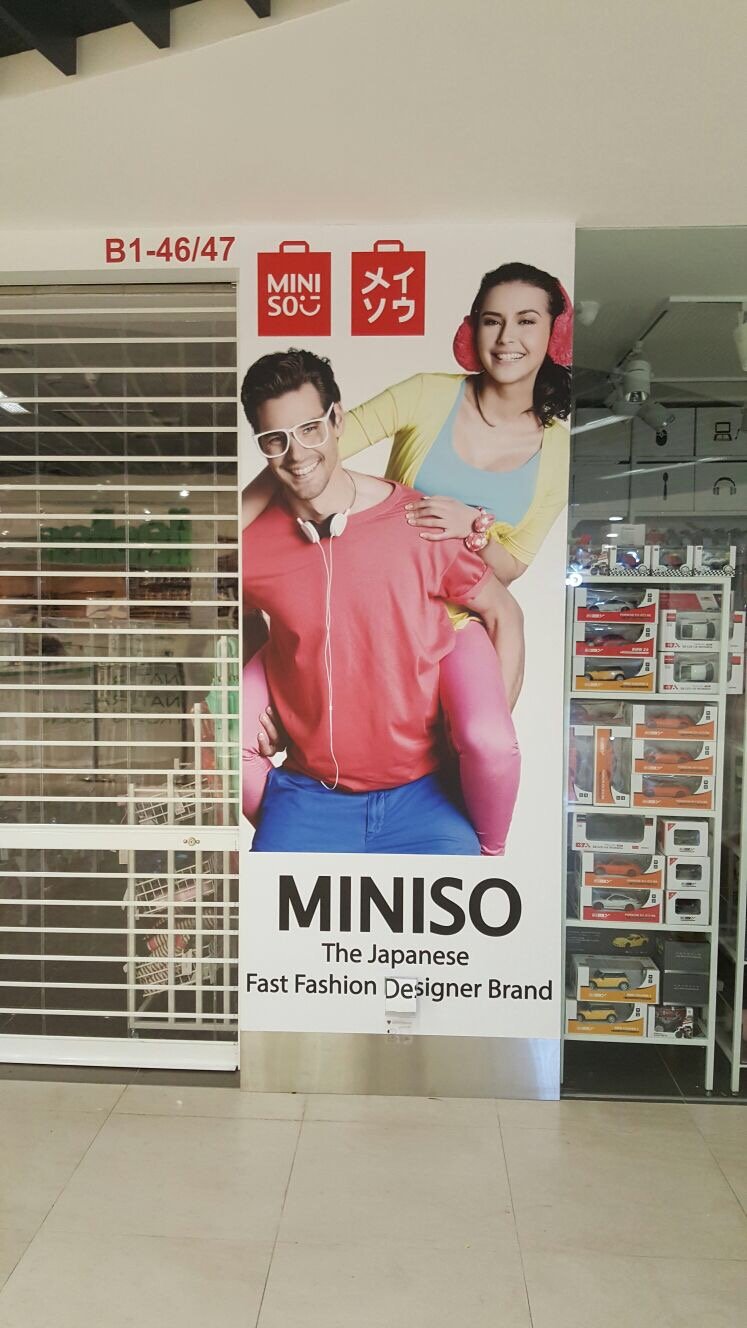 B1-46/47
MINI
SO
メイ
ソウ
MINISO
The Japanese
Fast Fashion Designer Brand